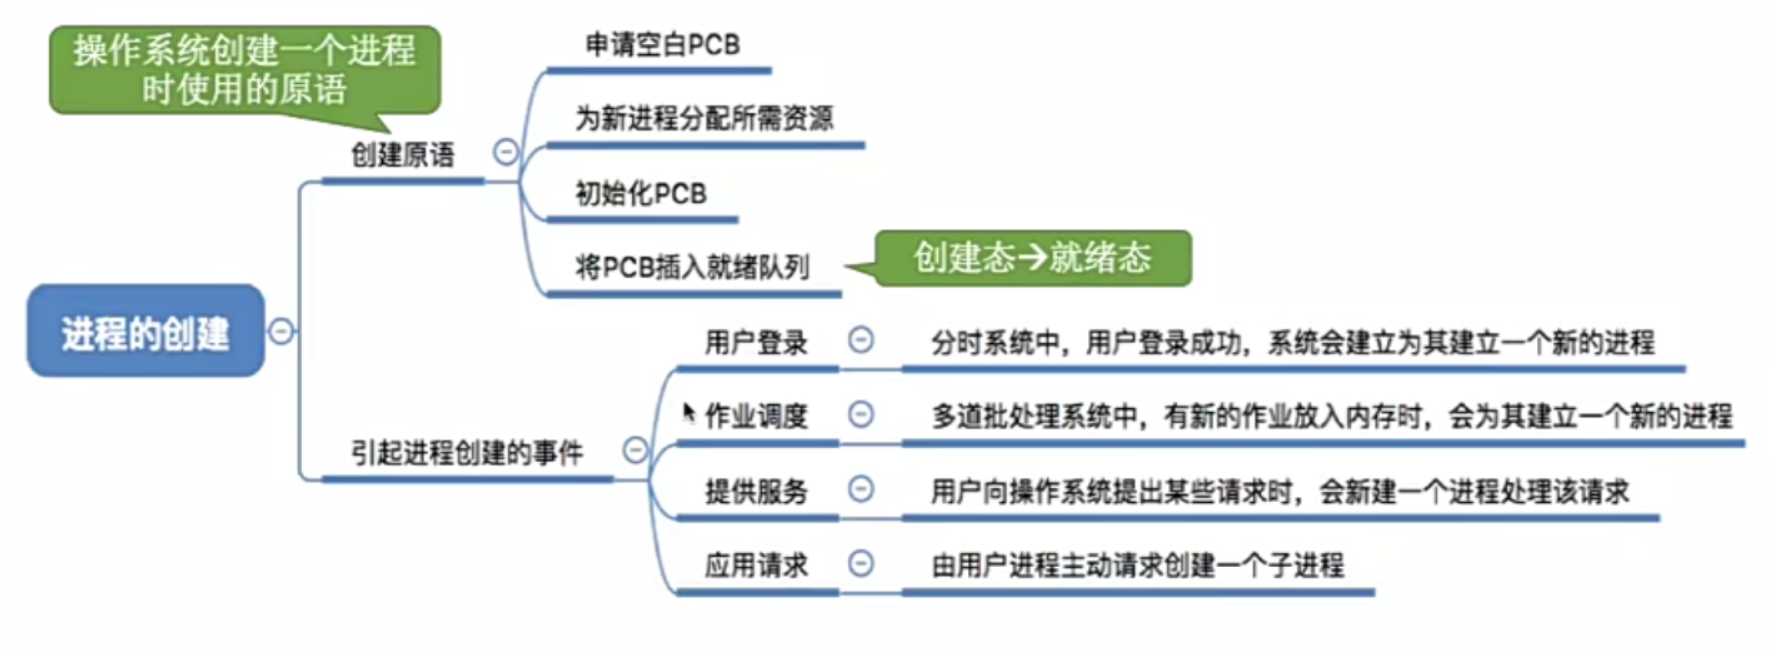 操作系统创建一个进程
时使用的原语
创建原语
申请空白PCB
为新进程分配所需资源
初始化PCB
将PCB插入就绪队列
创建态→就绪态
进程的创建
引起进程创建的事件
用户登录
分时系统中，用户登录成功，系统会建立为其建立一个新的进程
作业调度
多道批处理系统中，有新的作业放入内存时，会为其建立一个新的进程
提供服务
用户向操作系统提出某些请求时，会新建一个进程处理该请求
应用请求
由用户进程主动请求创建一个子进程